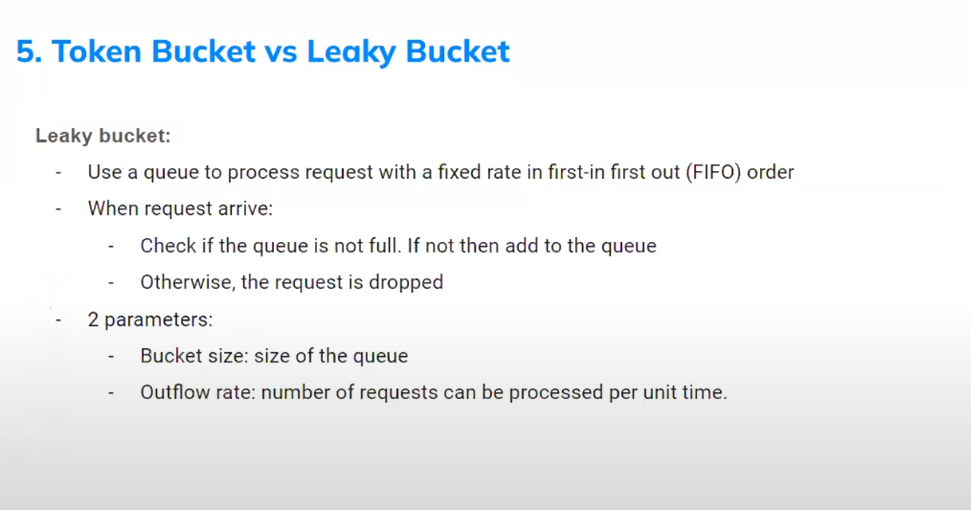 5. Token Bucket vs Leaky Bucket
Leaky bucket:
- Use a queue to process request with a fixed rate in first-in first out (FIFO) order
- When request arrive:
- Check if the queue is not full. If not then add to the queue
- Otherwise, the request is dropped
- 2 parameters:
- Bucket size: size of the queue
- Outflow rate: number of requests can be processed per unit time.